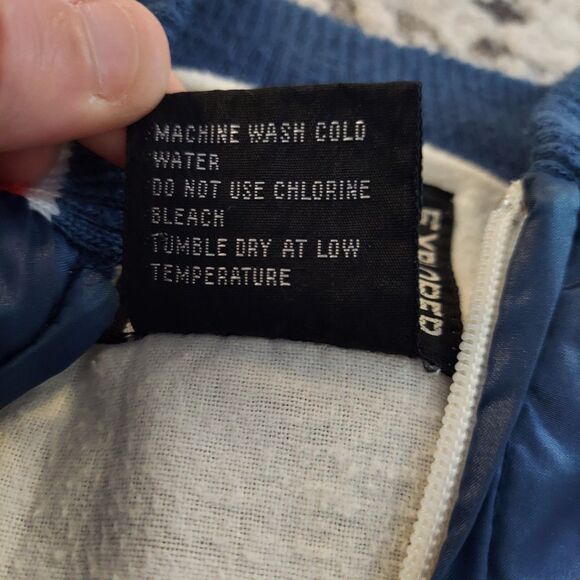 MACHINE WASH COLD
WATER
DO NOT USE CHLORINE
BLEACH
TUMBLE DRY AT LOW
TEMPERATURE